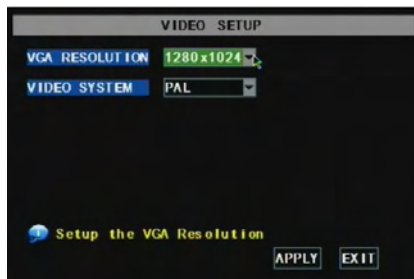 VIDEO SETUP
VGA RESOLUTION 1280x1024
VIDEO SYSTEM PAL
Setup the VGA Resolution
APPLY EXIT